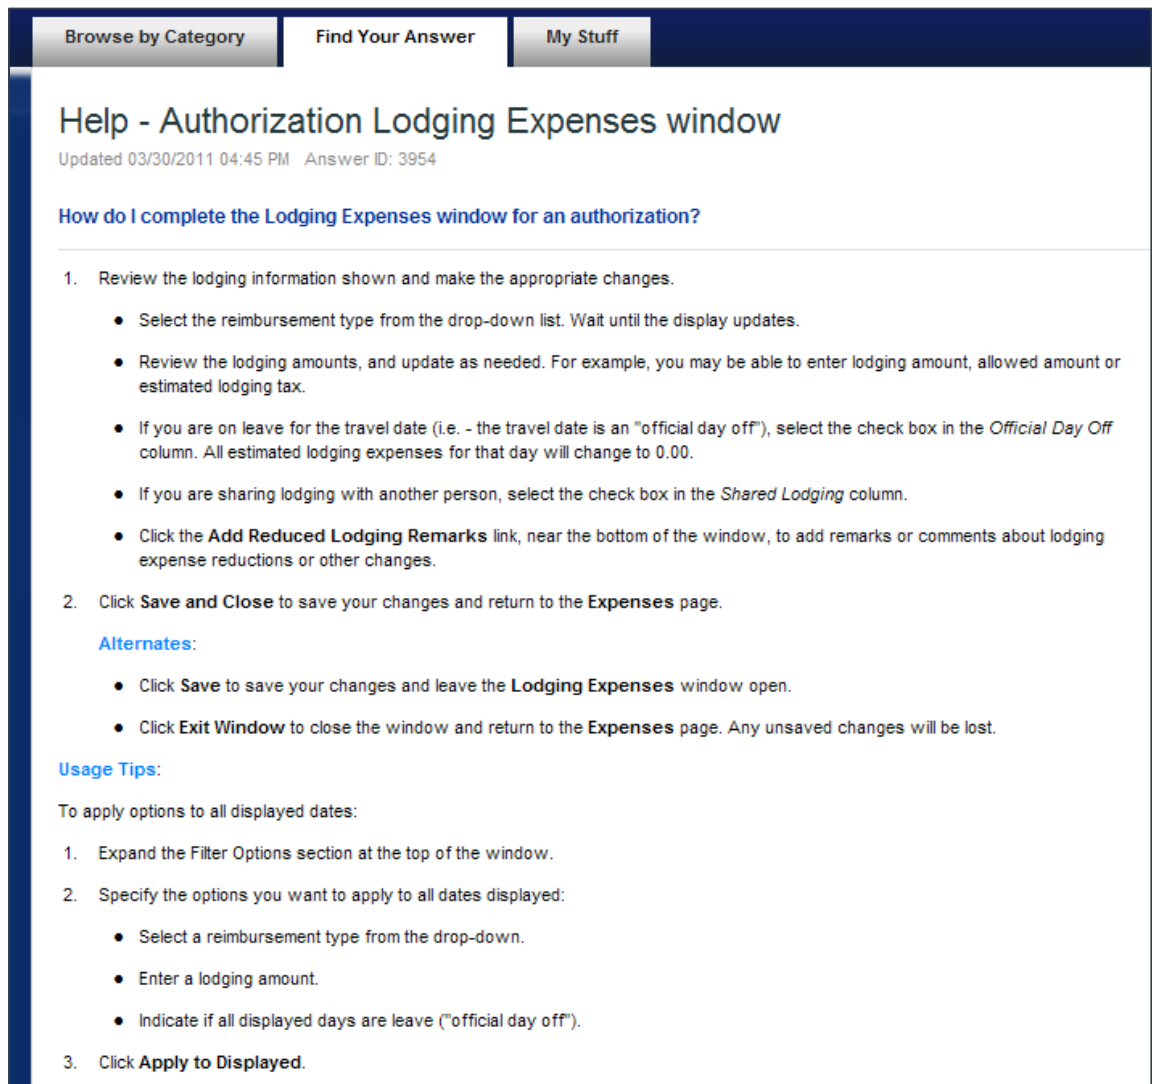 Browse by Category Find Your Answer My Stuff
Help - Authorization Lodging Expenses window
Updated 03/30/2011 04:45 PM Answer ID: 3954
How do I complete the Lodging Expenses window for an authorization?
1. Review the lodging information shown and make the appropriate changes.
● Select the reimbursement type from the drop-down list. Wait until the display updates.
● Review the lodging amounts, and update as needed. For example, you may be able to enter lodging amount, allowed amount or
estimated lodging tax.
● If you are on leave for the travel date (i.e. - the travel date is an "official day off"), select the check box in the Official Day Off
column. All estimated lodging expenses for that day will change to 0.00.
● If you are sharing lodging with another person, select the check box in the Shared Lodging column.
● Click the Add Reduced Lodging Remarks link, near the bottom of the window, to add remarks or comments about lodging
expense reductions or other changes.
2. Click Save and Close to save your changes and return to the Expenses page.
Alternates:
● Click Save to save your changes and leave the Lodging Expenses window open.
● Click Exit Window to close the window and return to the Expenses page. Any unsaved changes will be lost.
Usage Tips:
To apply options to all displayed dates:
1. Expand the Filter Options section at the top of the window.
2. Specify the options you want to apply to all dates displayed:
● Select a reimbursement type from the drop-down.
● Enter a lodging amount.
● Indicate if all displayed days are leave ("official day off").
3. Click Apply to Displayed.